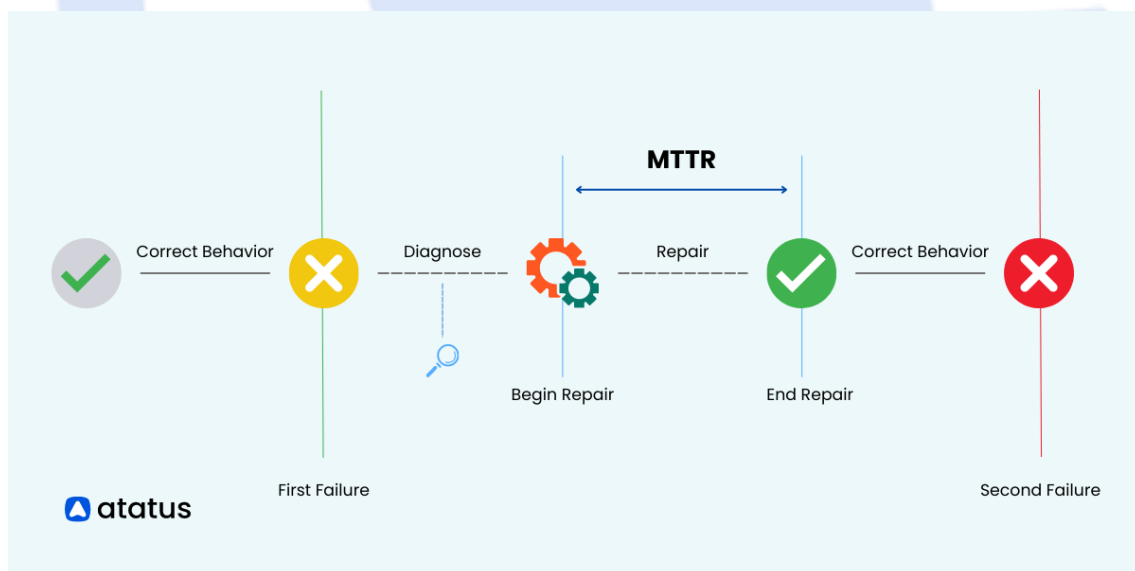 MTTR
Correct Behavior
Diagnose
Repair
Correct Behavior
Begin Repair
End Repair
First Failure
Second Failure
atatus